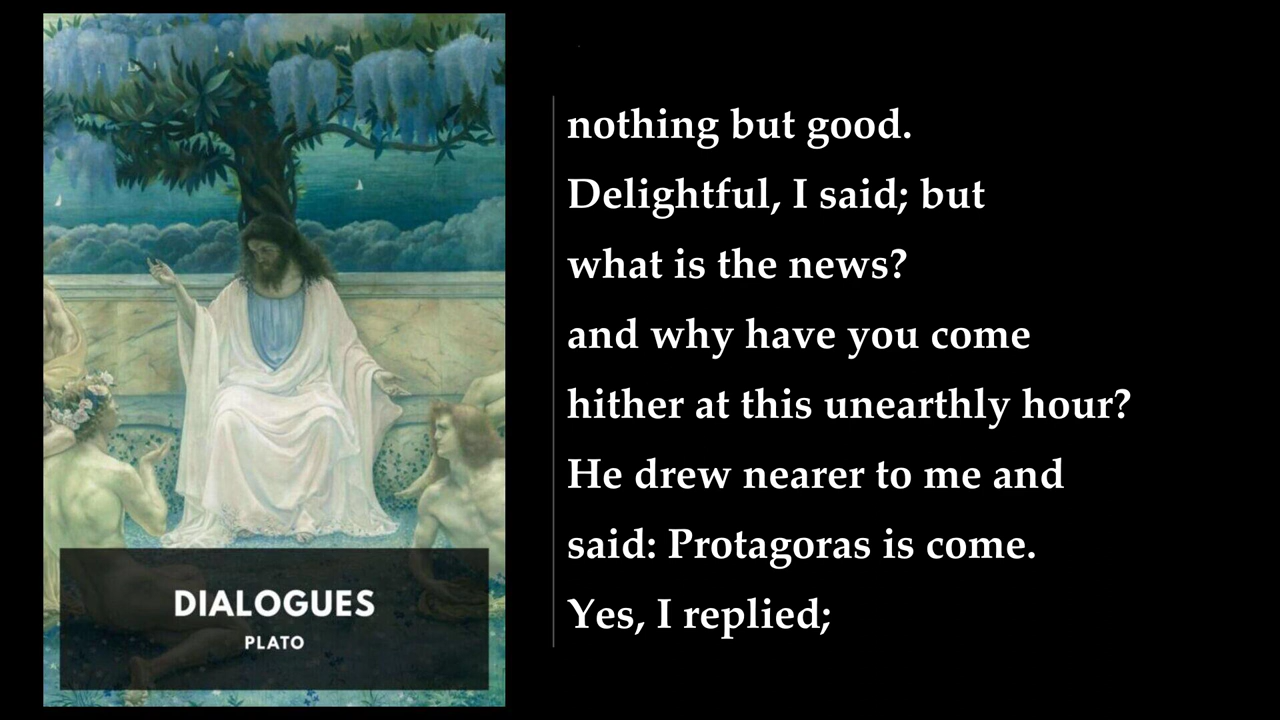 DIALOGUES
PLATO
nothing but good.
Delightful, I said; but
what is the news?
and why have you come
hither at this unearthly hour?
He drew nearer to me and
said: Protagoras is come.
Yes, I replied;